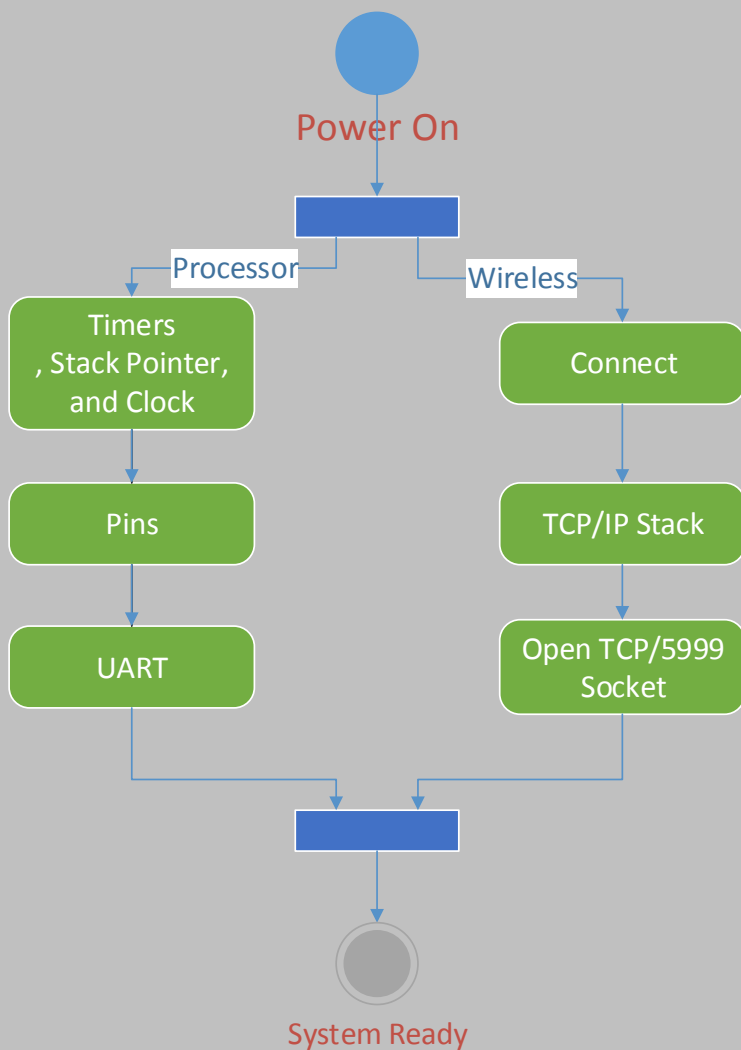 Power On
Processor
Wireless
Timers
, Stack Pointer,
and Clock
Connect
Pins
TCP/IP Stack
UART
Open TCP/5999
Socket
System Ready